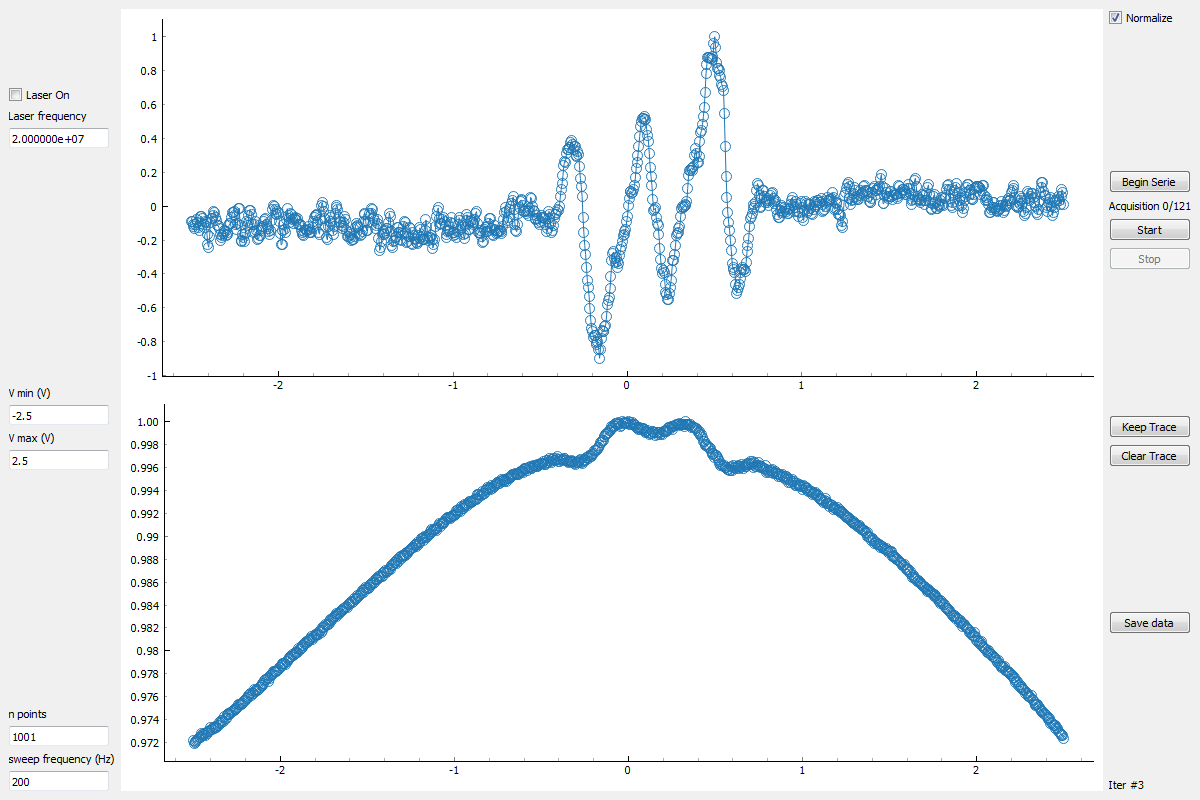 Normalize
Laser On
Laser frequency
2.000000e+07
Begin Serie
Acquisition 0/121
Start
Stop
1
0.8
0.6
0.4
0.2
0
-0.2
-0.4
-0.6
-0.8
-1
-2
-1
0
1
2
V min (V)
-2.5
V max (V)
2.5
Keep Trace
Clear Trace
1.00
0.998
0.996
0.994
0.992
0.99
0.988
0.986
0.984
0.982
0.98
0.978
0.976
0.974
0.972
-2
-1
0
1
2
Save data
n points
1001
sweep frequency (Hz)
200
Iter #3